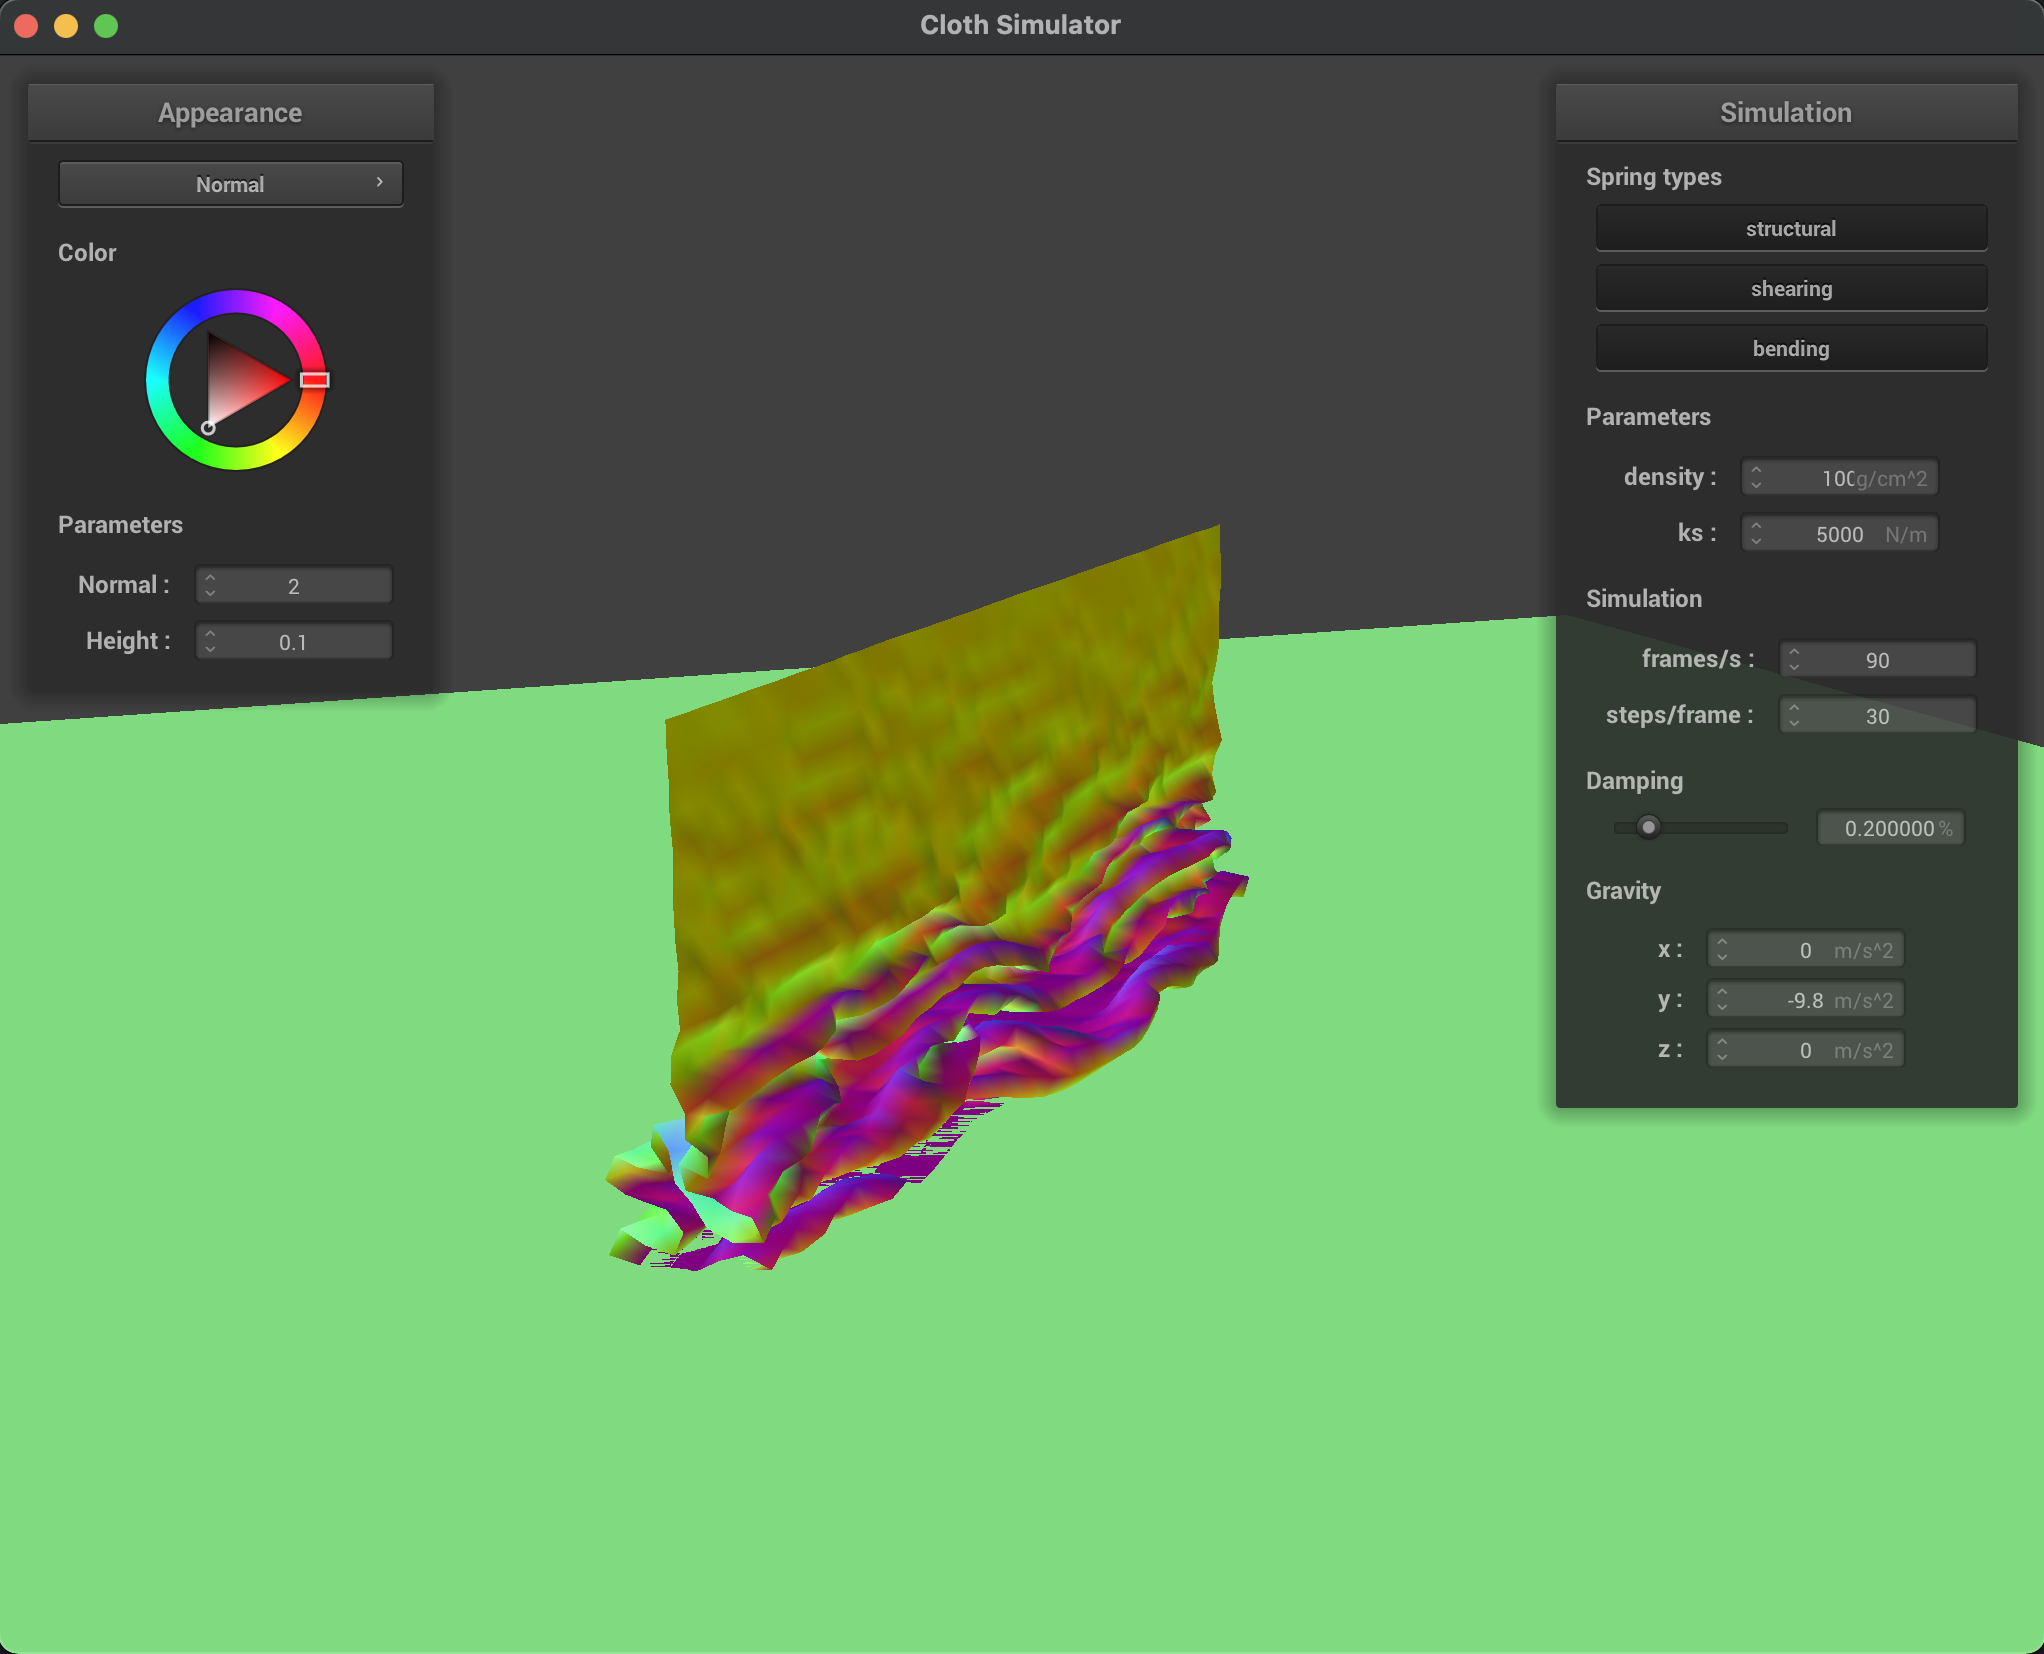 Cloth Simulator
Appearance
Normal
Color
Parameters
Normal : 2
Height : 0.1
Simulation
Spring types
structural
shearing
bending
Parameters
density : 100 g/cm^2
ks : 5000 N/m
Simulation
frames/s : 90
steps/frame : 30
Damping
0.200000 %
Gravity
x : 0 m/s^2
y : -9.8 m/s^2
z : 0 m/s^2